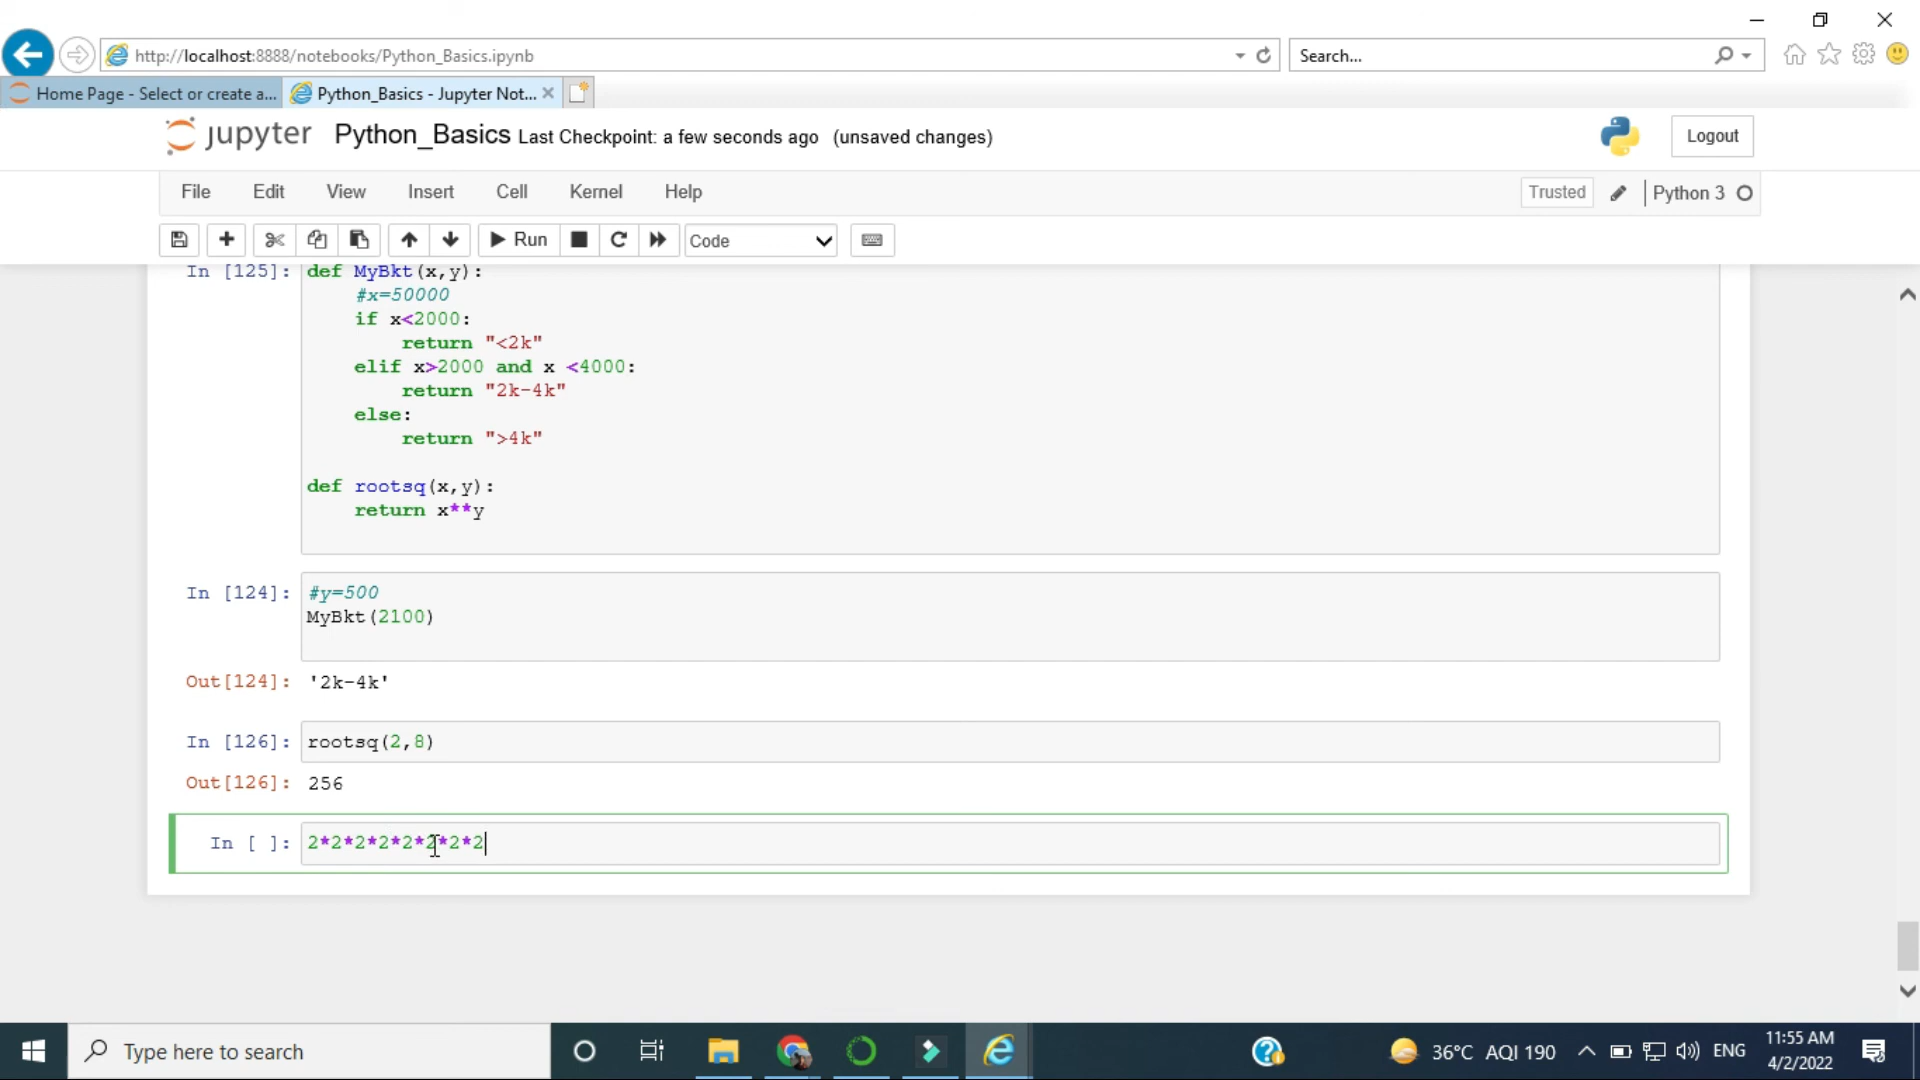 http://localhost:8888/notebooks/Python_Basics.ipynb
Search...
Home Page - Select or create a...
Python_Basics - Jupyter Not...
jupyter Python_Basics Last Checkpoint: a few seconds ago (unsaved changes)
Logout
File Edit View Insert Cell Kernel Help
Trusted
Python 3
Run
Code
In [125]: def MyBkt(x,y):
#x=50000
if x<2000:
return "<2k"
elif x>2000 and x <4000:
return "2k-4k"
else:
return ">4k"
def rootsq(x,y):
return x**y
In [124]: #y=500
MyBkt(2100)
Out[124]: '2k-4k'
In [126]: rootsq(2,8)
Out[126]: 256
In [ ]: 2*2*2*2*2*2*2*2
Type here to search
36°C AQI 190
ENG
11:55 AM
4/2/2022